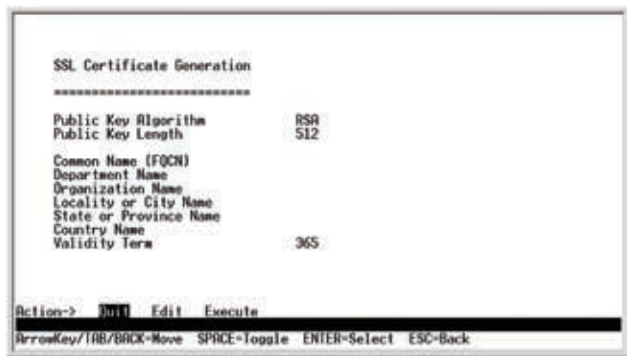 SSL Certificate Generation
==========================
Public Key Algorithm RSA
Public Key Length 512
Common Name (FQCN)
Department Name
Organization Name
Locality or City Name
State or Province Name
Country Name
Validity Term 365
Action-> Quit Edit Execute
ArrowKey/TAB/BACK=Move SPACE=Toggle ENTER=Select ESC=Back